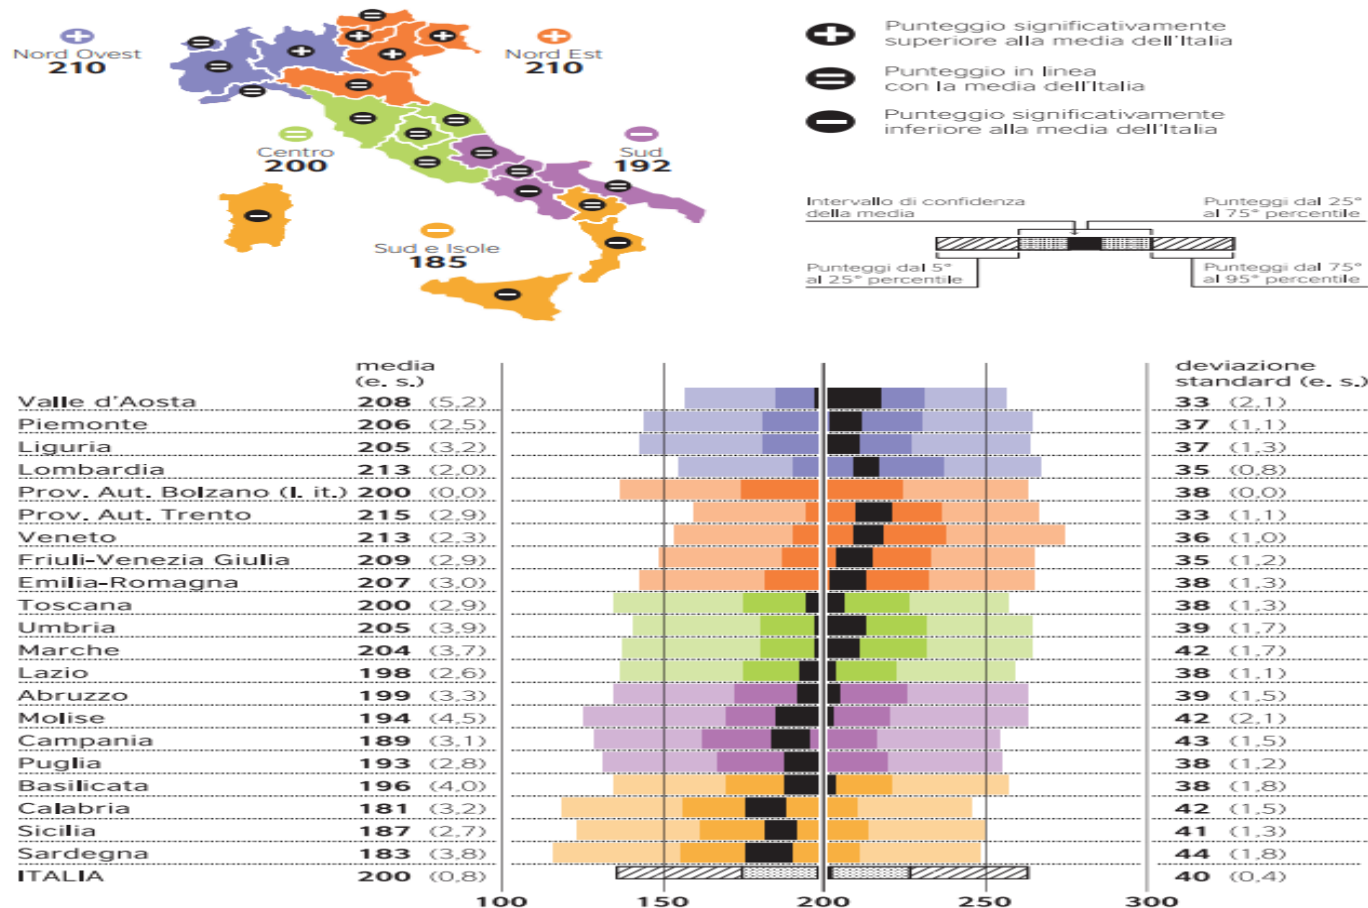 Nord Ovest
210
Nord Est
210
Centro
200
Sud
192
Sud e Isole
185
Punteggio significativamente
superiore alla media dell'Italia
Punteggio in linea
con la media dell'Italia
Punteggio significativamente
inferiore alla media dell'Italia
Intervallo di confidenza
della media
Punteggi dal 25°
al 75° percentile
Punteggi dal 5°
al 25° percentile
Punteggi dal 75°
al 95° percentile
media
(e. s.)
deviazione
standard (e. s.)
Valle d'Aosta 208 (5,2) 33 (2,1)
Piemonte 206 (2,5) 37 (1,1)
Liguria 205 (3,2) 37 (1,3)
Lombardia 213 (2,0) 35 (0,8)
Prov. Aut. Bolzano (l. it.) 200 (0,0) 38 (0,0)
Prov. Aut. Trento 215 (2,9) 33 (1,1)
Veneto 213 (2,3) 36 (1,0)
Friuli-Venezia Giulia 209 (2,9) 35 (1,2)
Emilia-Romagna 207 (3,0) 38 (1,3)
Toscana 200 (2,9) 38 (1,3)
Umbria 205 (3,9) 39 (1,7)
Marche 204 (3,7) 42 (1,7)
Lazio 198 (2,6) 38 (1,1)
Abruzzo 199 (3,3) 39 (1,5)
Molise 194 (4,5) 42 (2,1)
Campania 189 (3,1) 43 (1,5)
Puglia 193 (2,8) 38 (1,2)
Basilicata 196 (4,0) 38 (1,8)
Calabria 181 (3,2) 42 (1,5)
Sicilia 187 (2,7) 41 (1,3)
Sardegna 183 (3,8) 44 (1,8)
ITALIA 200 (0,8) 40 (0,4)
100 150 200 250 300